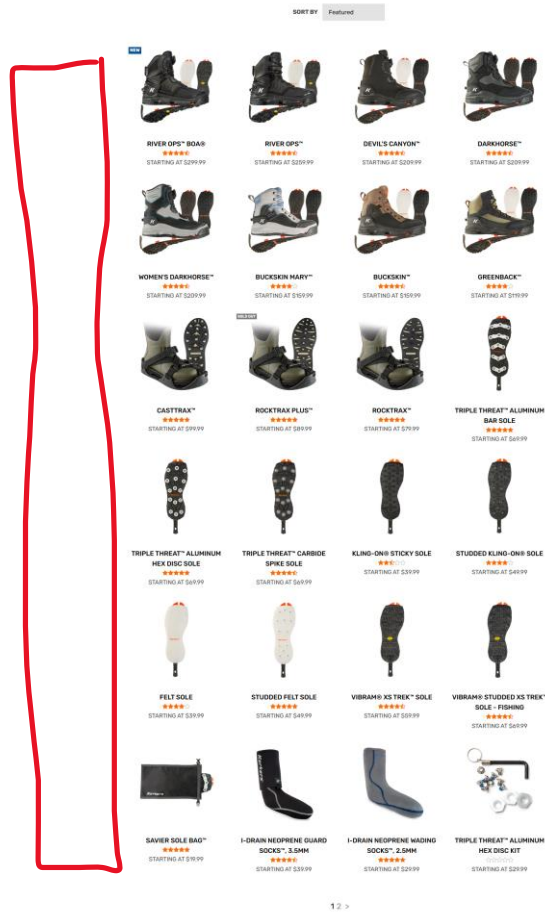 SORT BY Featured
NEW
RIVER OPS™ BOA®
STARTING AT $299.99
RIVER OPS™
STARTING AT $259.99
DEVIL'S CANYON™
STARTING AT $209.99
DARKHORSE™
STARTING AT $209.99
WOMEN'S DARKHORSE™
STARTING AT $209.99
BUCKSKIN MARY™
STARTING AT $159.99
BUCKSKIN™
STARTING AT $159.99
GREENBACK™
STARTING AT $119.99
SOLD OUT
CASTTRAX™
STARTING AT $99.99
ROCKTRAX PLUS™
STARTING AT $89.99
ROCKTRAX™
STARTING AT $79.99
TRIPLE THREAT™ ALUMINUM
BAR SOLE
STARTING AT $69.99
TRIPLE THREAT™ ALUMINUM
HEX DISC SOLE
STARTING AT $69.99
TRIPLE THREAT™ CARBIDE
SPIKE SOLE
STARTING AT $69.99
KLING-ON® STICKY SOLE
STARTING AT $39.99
STUDDED KLING-ON® SOLE
STARTING AT $49.99
FELT SOLE
STARTING AT $39.99
STUDDED FELT SOLE
STARTING AT $49.99
VIBRAM® XS TREK™ SOLE
STARTING AT $59.99
VIBRAM® STUDDED XS TREK™
SOLE - FISHING
STARTING AT $69.99
SAVIER SOLE BAG™
STARTING AT $19.99
I-DRAIN NEOPRENE GUARD
SOCKS™, 3.5MM
STARTING AT $39.99
I-DRAIN NEOPRENE WADING
SOCKS™, 2.5MM
STARTING AT $29.99
TRIPLE THREAT™ ALUMINUM
HEX DISC KIT
STARTING AT $29.99
1 2 >